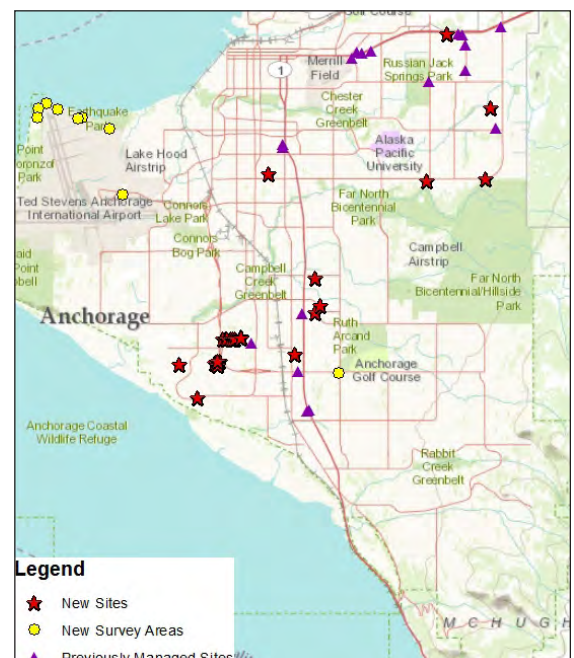 Golf Course
Merrill
Field
Russian Jack
Springs Park
1
Chester
Creek
Greenbelt
Earthquake
Park
Point
Park
Lake Hood
Airstrip
Alaska
Pacific
University
Ted Stevens Anchorage
International Airport
Connors
Lake Park
Far North
Bicentennial
Park
Connors
Bog Park
Campbell
Airstrip
Campbell
Creek
Greenbelt
Point
Far North
Bicentennial/Hillside
Park
Anchorage
Ruth
Arcand
Park
Anchorage
Golf Course
Anchorage Coastal
Wildlife Refuge
Rabbit
Creek
Greenbelt
Legend
New Sites
New Survey Areas
MCHUGH
Previously Managed Sites